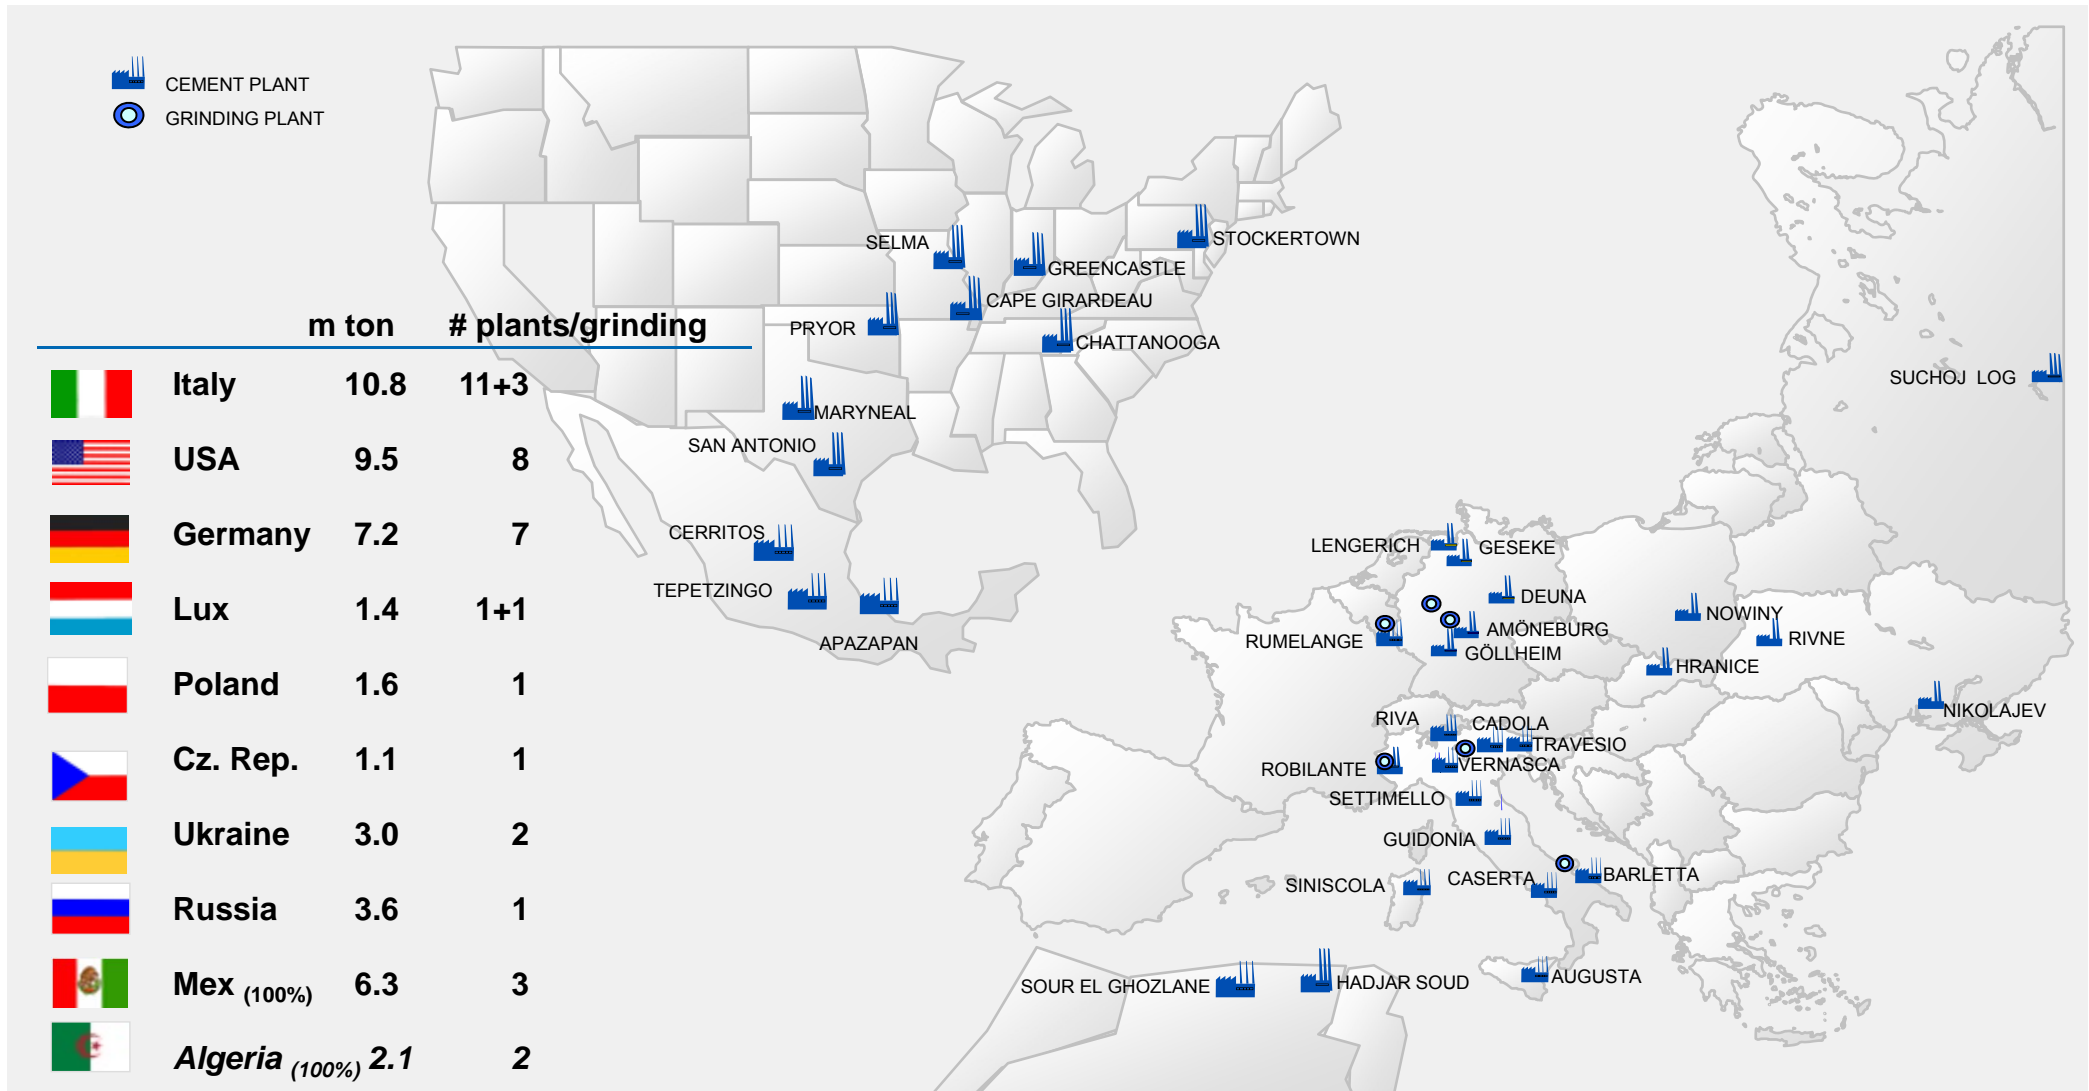 CEMENT PLANT
GRINDING PLANT
m ton # plants/grinding
Italy 10.8 11+3
USA 9.5 8
Germany 7.2 7
Lux 1.4 1+1
Poland 1.6 1
Cz. Rep. 1.1 1
Ukraine 3.0 2
Russia 3.6 1
Mex (100%) 6.3 3
Algeria (100%) 2.1 2
SELMA
STOCKERTOWN
GREENCASTLE
CAPE GIRARDEAU
PRYOR
CHATTANOOGA
MARYNEAL
SAN ANTONIO
CERRITOS
TEPETZINGO
APAZAPAN
SUCHOJ LOG
LENGERICH
GESEKE
DEUNA
NOWINY
AMÖNEBURG
RUMELANGE
RIVNE
GÖLLHEIM
HRANICE
NIKOLAJEV
RIVA
CADOLA
TRAVESIO
ROBILANTE
VERNASCA
SETTIMELLO
GUIDONIA
SINISCOLA
CASERTA
BARLETTA
SOUR EL GHOZLANE
HADJAR SOUD
AUGUSTA